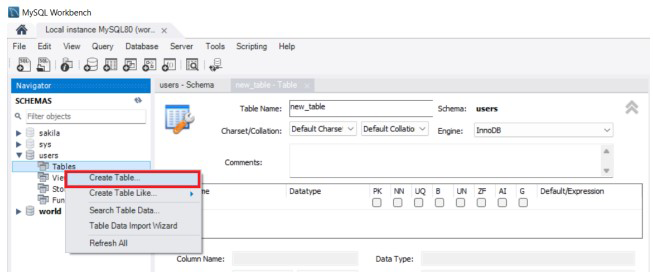 MySQL Workbench
Local instance MySQL80 (wor... x
File Edit View Query Database Server Tools Scripting Help
Navigator
users - Schema new_table - Table x
SCHEMAS
Filter objects
sakila
sys
users
Tables
Vie
Sto
Fun
world
Create Table...
Create Table Like...
Search Table Data...
Table Data Import Wizard
Refresh All
Table Name: new_table Schema: users
Charset/Collation: Default Charse Default Collatio Engine: InnoDB
Comments:
me Datatype PK NN UQ B UN ZF AI G Default/Expression
Column Name: Data Type: